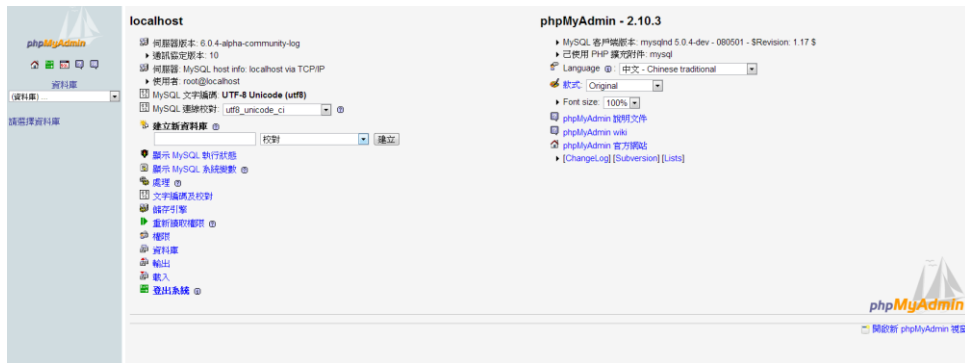 phpMyAdmin
資料庫
(資料庫) ...
請選擇資料庫
localhost
伺服器版本: 6.0.4-alpha-community-log
通訊協定版本: 10
伺服器: MySQL host info: localhost via TCP/IP
使用者: root@localhost
MySQL 文字編碼: UTF-8 Unicode (utf8)
MySQL 連線校對: utf8_unicode_ci
建立新資料庫
校對 建立
顯示 MySQL 執行狀態
顯示 MySQL 系統變數
處理
文字編碼及校對
儲存引擎
重新讀取權限
權限
資料庫
輸出
載入
登出系統
phpMyAdmin - 2.10.3
MySQL 客戶端版本: mysqlnd 5.0.4-dev - 080501 - $Revision: 1.17 $
已使用 PHP 擴充附件: mysql
Language : 中文 - Chinese traditional
款式: Original
Font size: 100%
phpMyAdmin 說明文件
phpMyAdmin wiki
phpMyAdmin 官方網站
[ChangeLog] [Subversion] [Lists]
phpMyAdmin
開啟新 phpMyAdmin 視窗